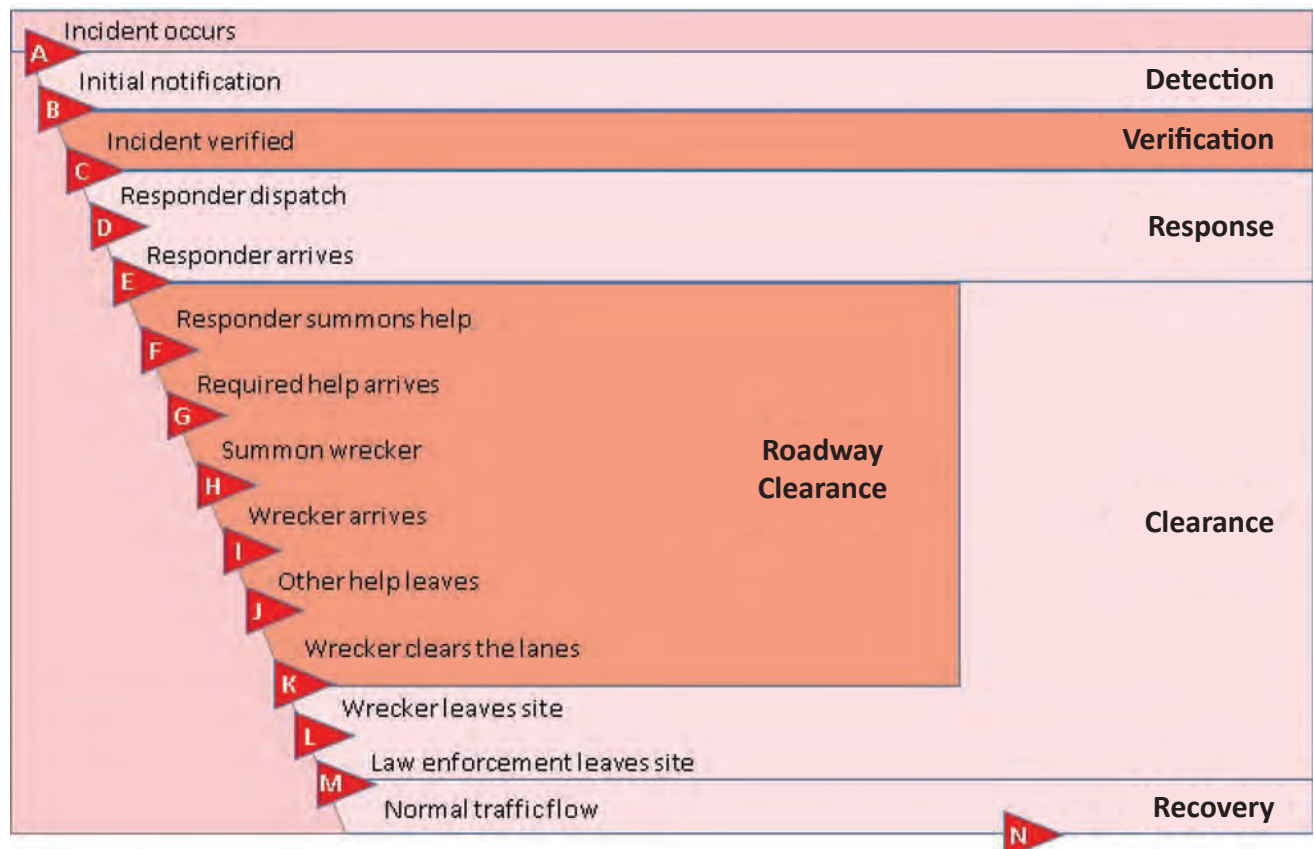 Incident occurs
A
Initial notification
Detection
B
Incident verified
Verification
C
Responder dispatch
D
Response
Responder arrives
E
Responder summons help
F
Required help arrives
G
Summon wrecker
Roadway
Clearance
H
Wrecker arrives
Clearance
I
Other help leaves
J
Wrecker clears the lanes
K
Wrecker leaves site
L
Law enforcement leaves site
M
Normal traffic flow
Recovery
N